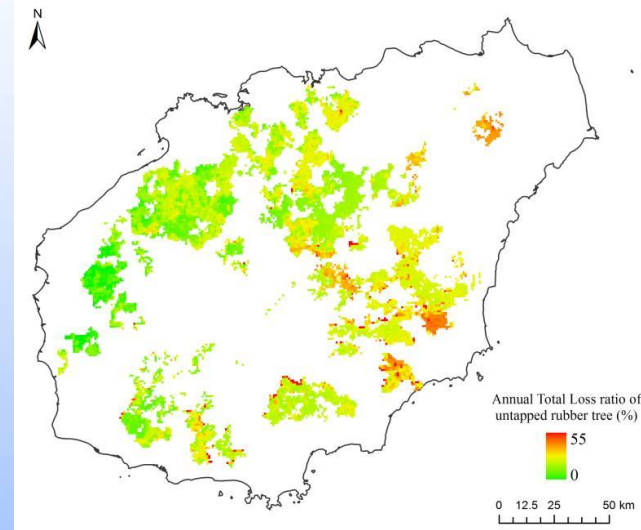 N
Annual Total Loss ratio of
untapped rubber tree (%)
55
0
0 12.5 25 50 km